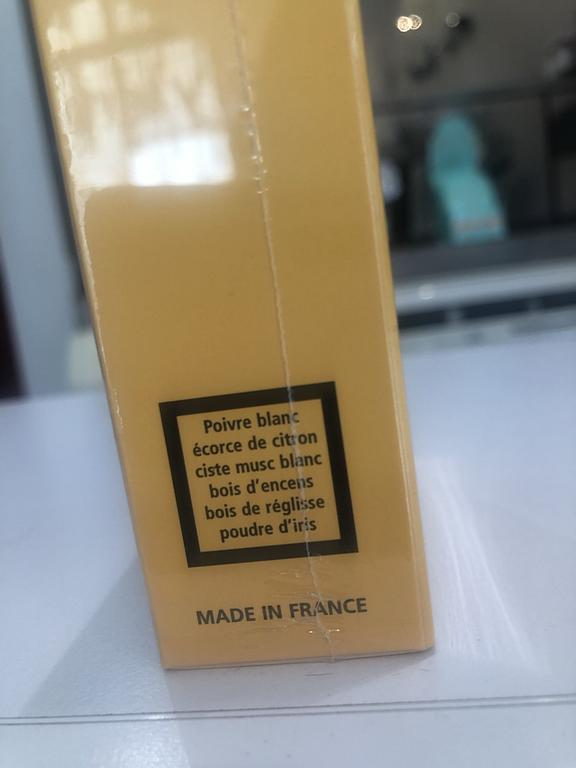 Poivre blanc
écorce de citron
ciste musc blanc
bois d'encens
bois de réglisse
poudre d'iris
MADE IN FRANCE